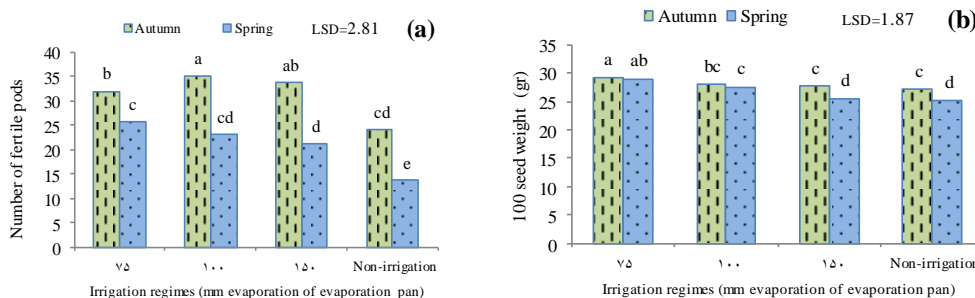 Autumn Spring LSD=2.81 (a)
Number of fertile pods
40
35
30
25
20
15
10
5
0
b c a cd ab d cd e
۷۵ ۱۰۰ ۱۵۰ Non-irrigation
Irrigation regimes (mm evaporation of evaporation pan)
Autumn Spring LSD=1.87 (b)
100 seed weight (gr)
35
30
25
20
15
10
5
0
a ab bc c c d c d
۷۵ ۱۰۰ ۱۵۰ Non-irrigation
Irrigation regimes (mm evaporation of evaporation pan)